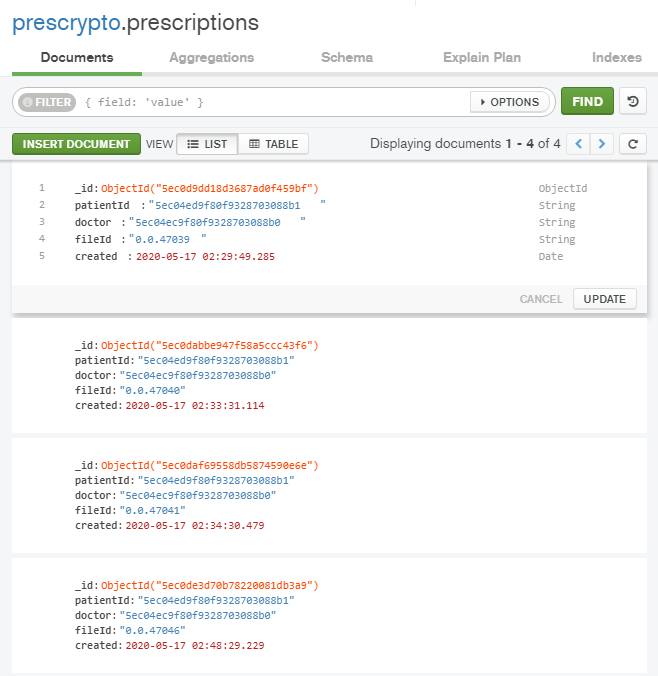 prescrypto.prescriptions
Documents Aggregations Schema Explain Plan Indexes
FILTER { field: 'value' } OPTIONS FIND
INSERT DOCUMENT VIEW LIST TABLE Displaying documents 1 - 4 of 4
1 _id:ObjectId("5ec0d9dd18d3687ad0f459bf") ObjectId
2 patientId :"5ec04ed9f80f9328703088b1 " String
3 doctor :"5ec04ec9f80f9328703088b0 " String
4 fileId :"0.0.47039 " String
5 created :2020-05-17 02:29:49.285 Date
CANCEL UPDATE
_id:ObjectId("5ec0dabbe947f58a5ccc43f6")
patientId:"5ec04ed9f80f9328703088b1"
doctor:"5ec04ec9f80f9328703088b0"
fileId:"0.0.47040"
created:2020-05-17 02:33:31.114
_id:ObjectId("5ec0daf69558db5874590e6e")
patientId:"5ec04ed9f80f9328703088b1"
doctor:"5ec04ec9f80f9328703088b0"
fileId:"0.0.47041"
created:2020-05-17 02:34:30.479
_id:ObjectId("5ec0de3d70b78220081db3a9")
patientId:"5ec04ed9f80f9328703088b1"
doctor:"5ec04ec9f80f9328703088b0"
fileId:"0.0.47046"
created:2020-05-17 02:48:29.229